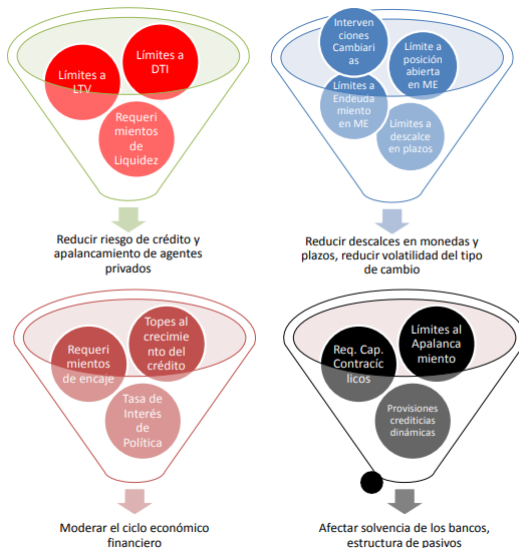 Límites a
LTV
Límites a
DTI
Requeri
mientos
de
Liquidez
Reducir riesgo de crédito y
apalancamiento de agentes
privados
Interven
ciones
Cambiar
ias
Límite a
posición
abierta en
ME
Límites a
Endeuda
miento
en ME
Límites a
descalce
en plazos
Reducir descalces en monedas y
plazos, reducir volatilidad del tipo
de cambio
Requeri
mientos
de encaje
Topes al
crecimie
nto del
crédito
Tasa de
Interés
de
Política
Moderar el ciclo económico
financiero
Req. Cap.
Contrací
clicos
Límites al
Apalanca
miento
Provisiones
crediticias
dinámicas
Afectar solvencia de los bancos,
estructura de pasivos